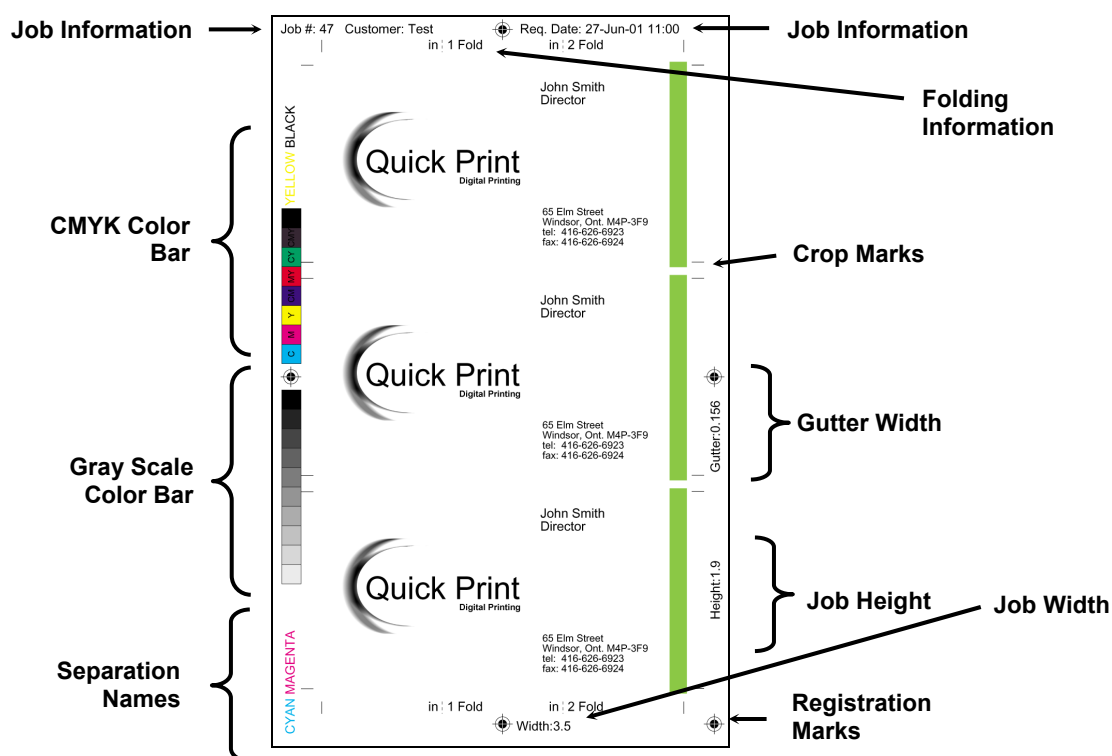 Job Information
Job #: 47 Customer: Test
Req. Date: 27-Jun-01 11:00
Job Information
in 1 Fold
in 2 Fold
Folding
Information
YELLOW BLACK
CMYK Color
Bar
CMY
CY
MY
CM
Y
M
C
John Smith
Director
Quick Print
Digital Printing
65 Elm Street
Windsor, Ont. M4P-3F9
tel: 416-626-6923
fax: 416-626-6924
Crop Marks
John Smith
Director
Quick Print
Digital Printing
65 Elm Street
Windsor, Ont. M4P-3F9
tel: 416-626-6923
fax: 416-626-6924
Gutter:0.156
Gutter Width
Gray Scale
Color Bar
John Smith
Director
Quick Print
Digital Printing
65 Elm Street
Windsor, Ont. M4P-3F9
tel: 416-626-6923
fax: 416-626-6924
Height:1.9
Job Height
Job Width
Separation
Names
CYAN MAGENTA
in 1 Fold
in 2 Fold
Width:3.5
Registration
Marks